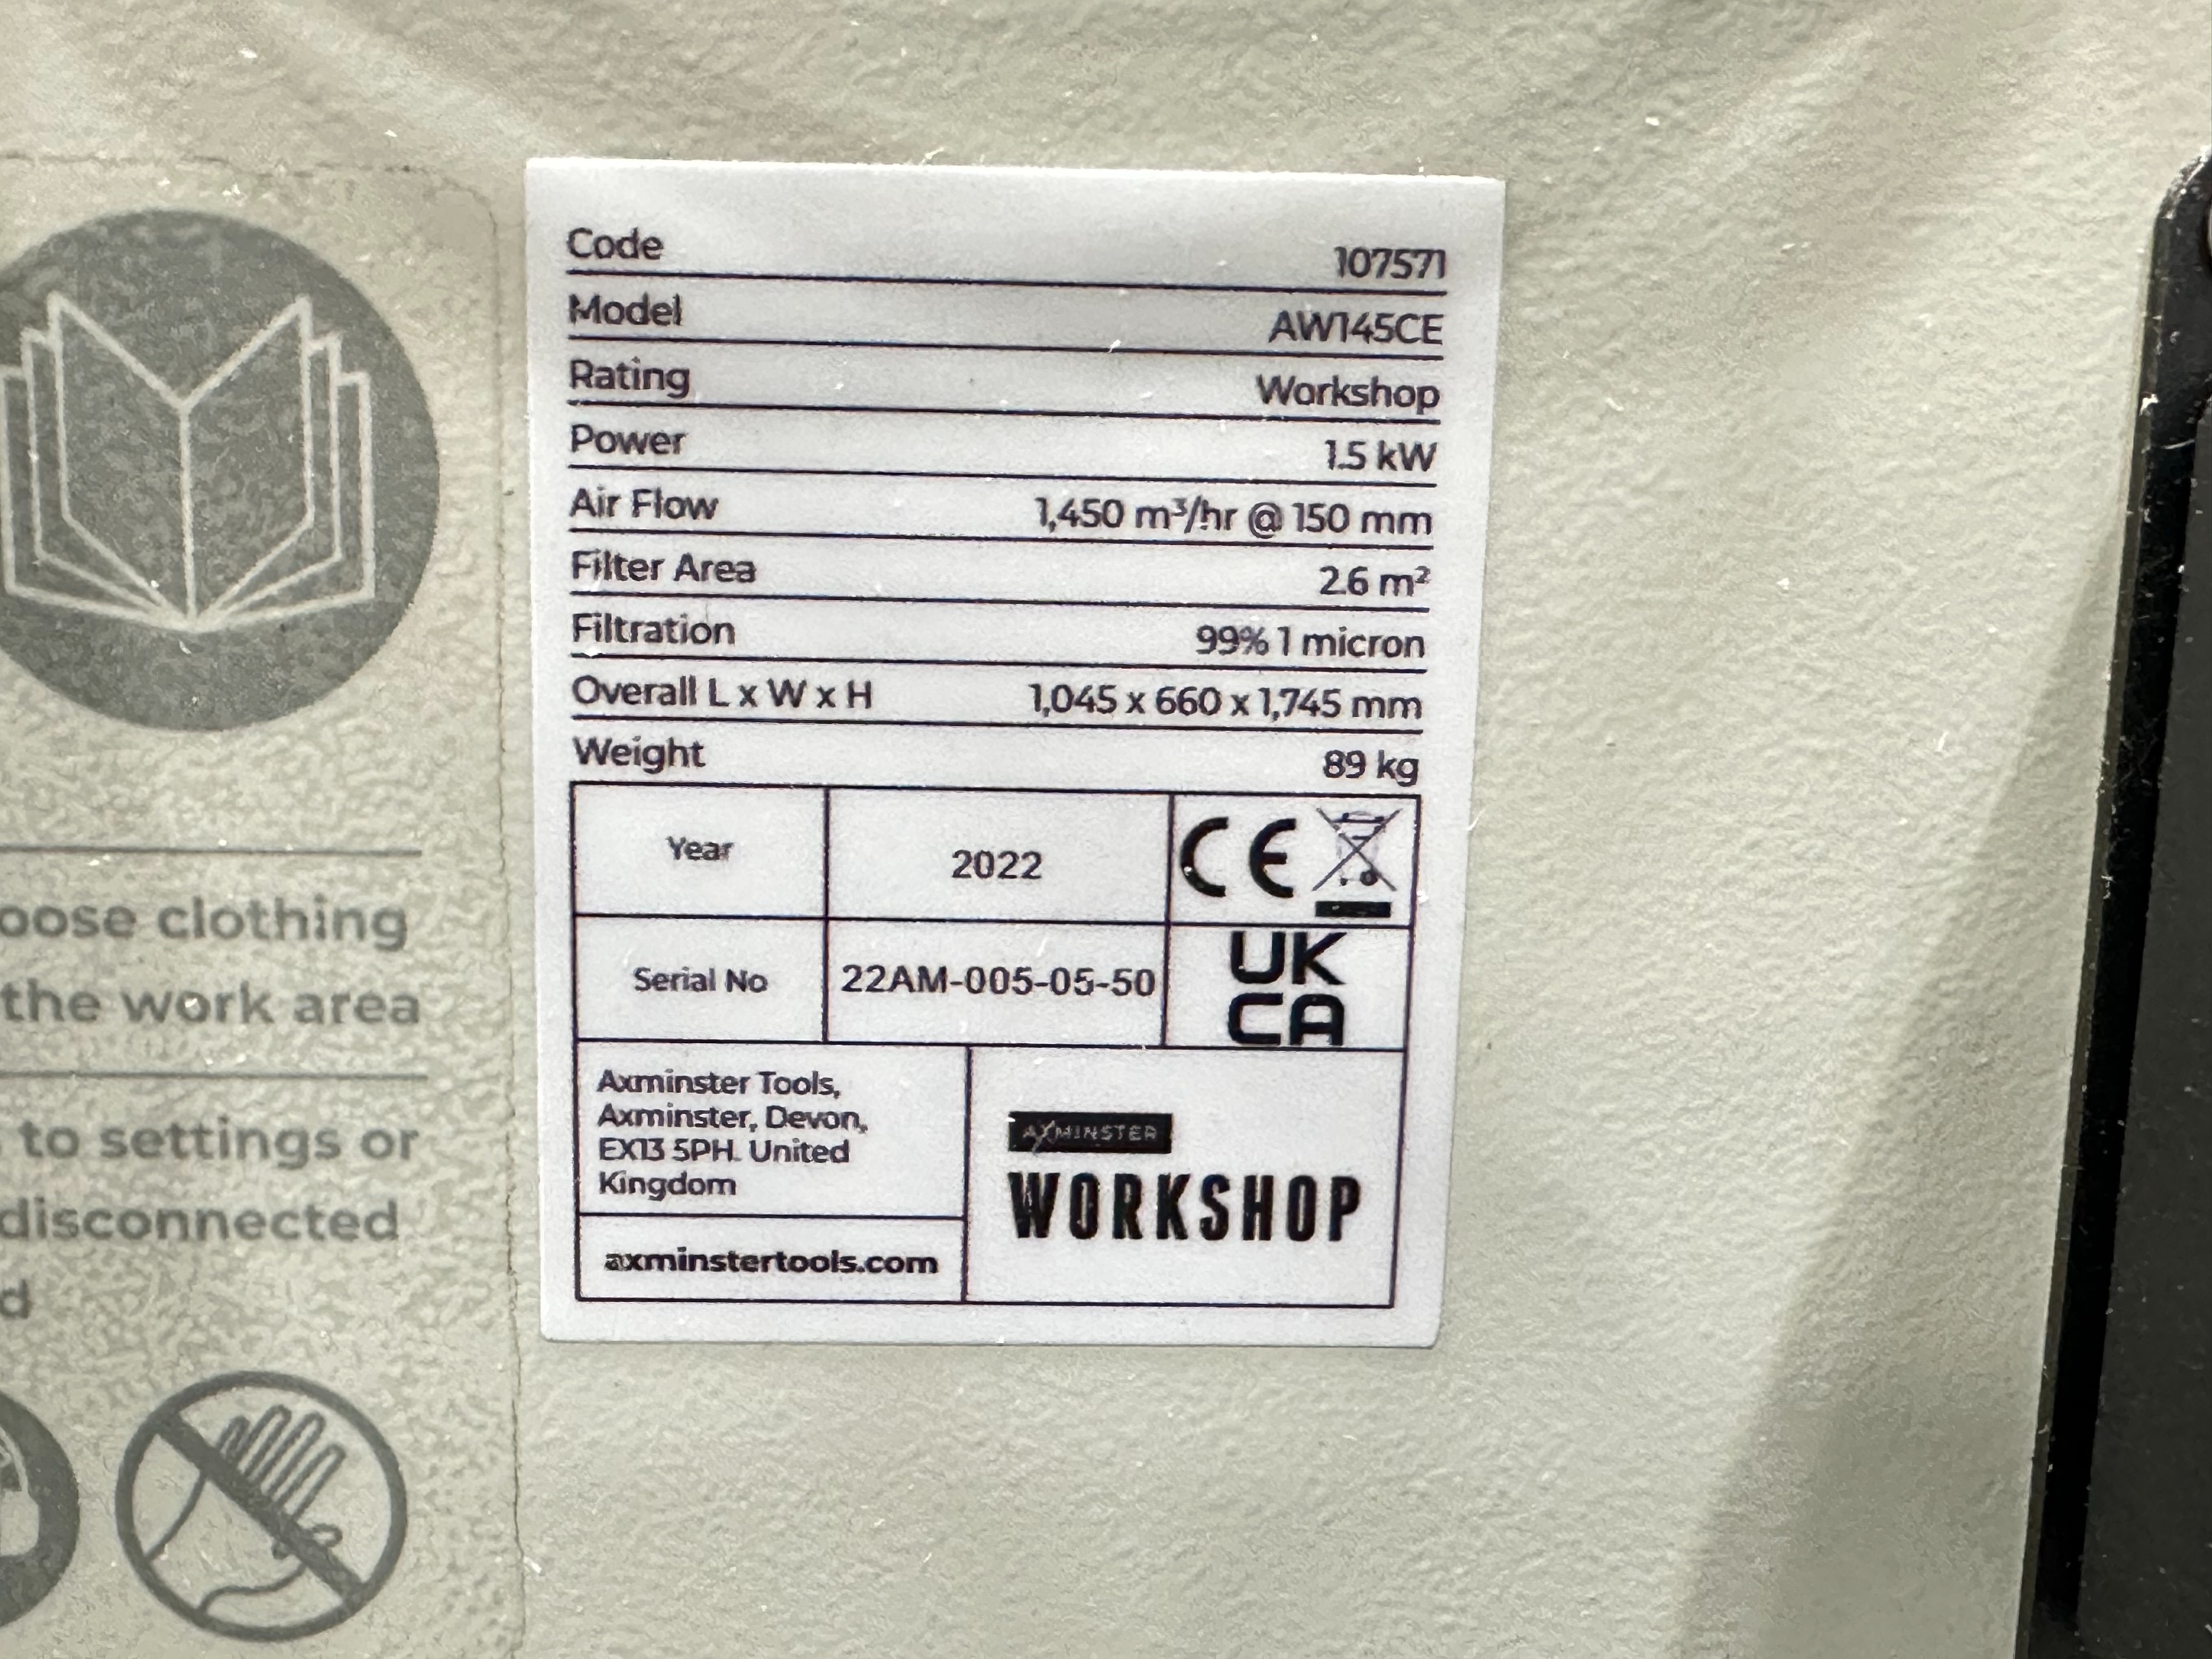 Code 107571
Model AW145CE
Rating Workshop
Power 1.5 kW
Air Flow 1,450 m³/hr @ 150 mm
Filter Area 2.6 m²
Filtration 99% 1 micron
Overall L x W x H 1,045 x 660 x 1,745 mm
Weight 89 kg
Year 2022 CE
Serial No 22AM-005-05-50 UK
CA
Axminster Tools,
Axminster, Devon,
EX13 5PH. United
Kingdom
axminstertools.com
AXMINSTER
WORKSHOP
oose clothing
the work area
to settings or
disconnected
d